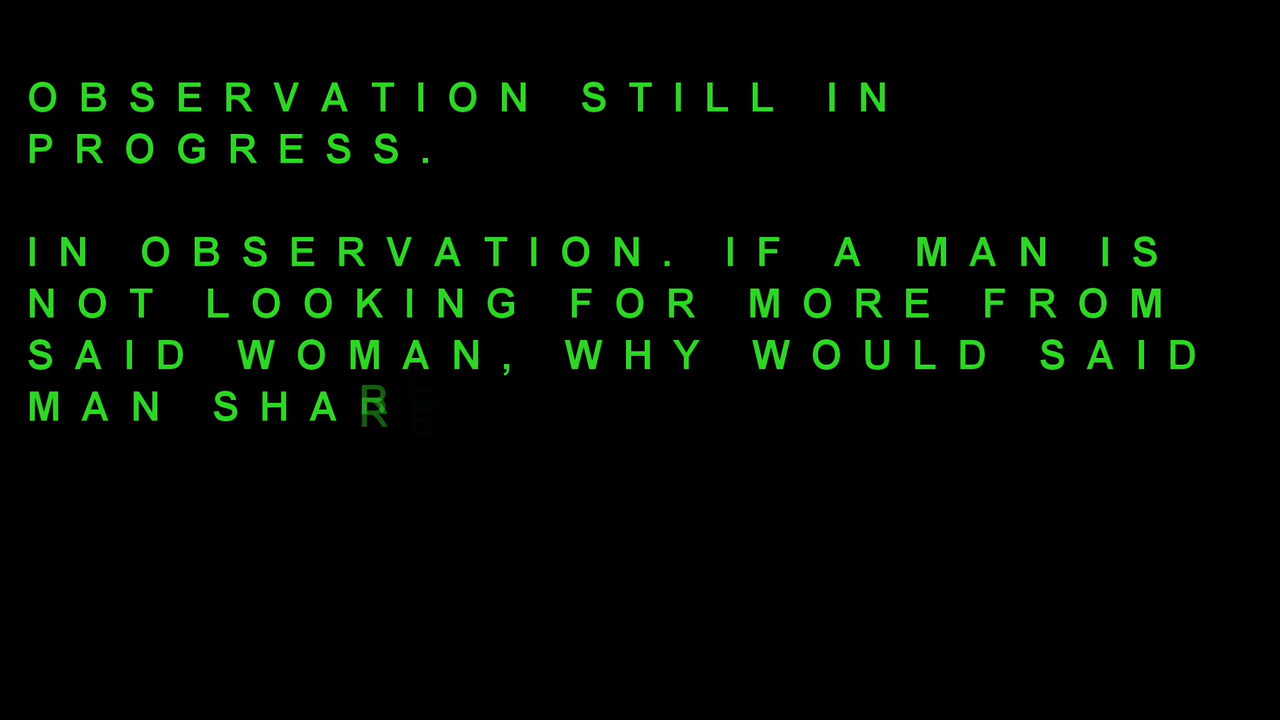 OBSERVATION STILL IN
PROGRESS.
IN OBSERVATION. IF A MAN IS
NOT LOOKING FOR MORE FROM
SAID WOMAN, WHY WOULD SAID
MAN SHAR